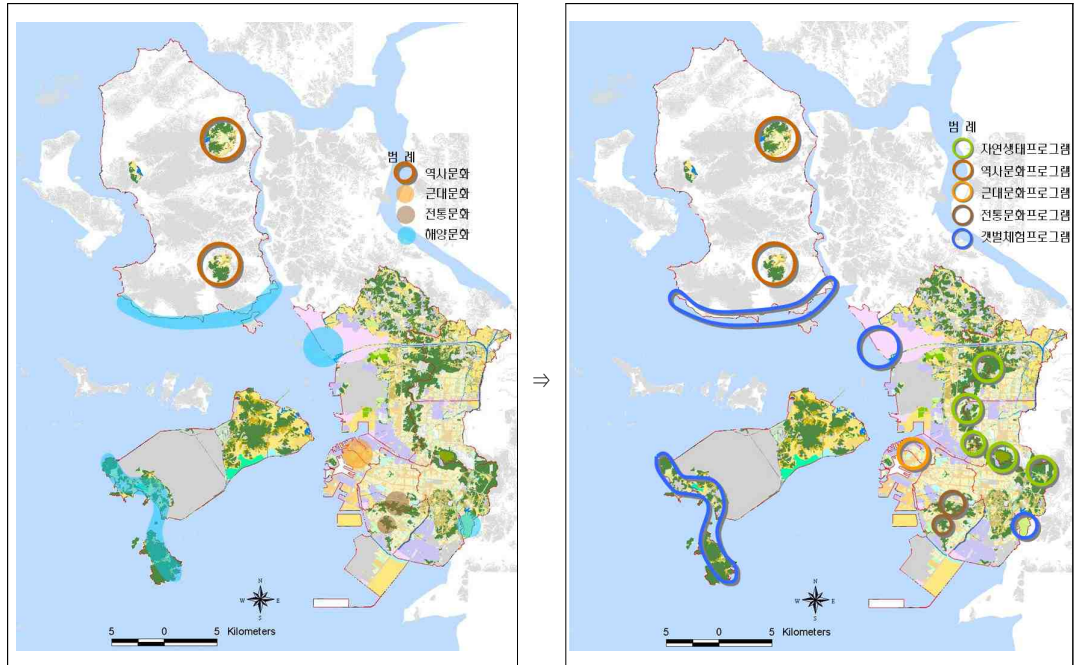 범 례
역사문화
근대문화
전통문화
해양문화
N
W E
S
5 0 5 Kilometers
⇒
범 례
자연생태프로그램
역사문화프로그램
근대문화프로그램
전통문화프로그램
갯벌체험프로그램
N
W E
S
5 0 5 Kilometers